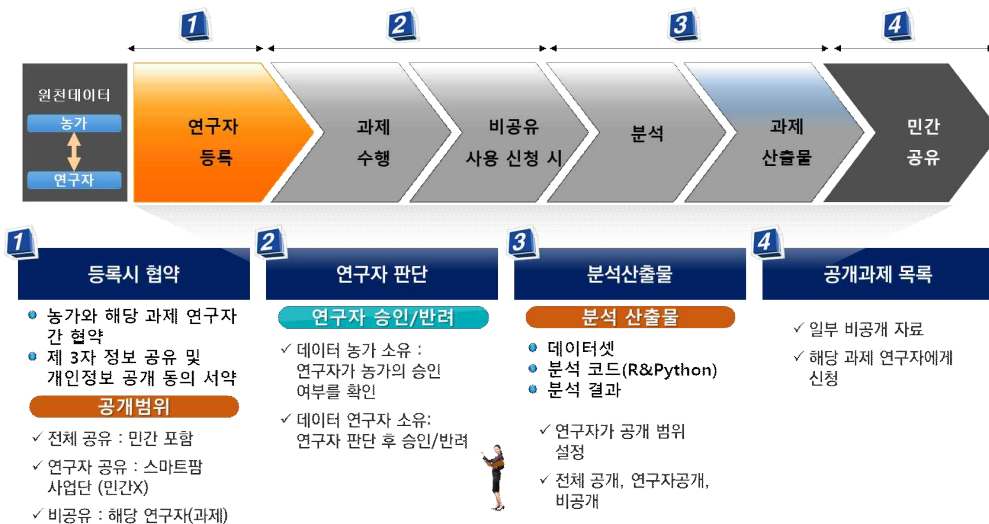 1
2
3
4
원천데이터
농가
연구자
연구자
등록
과제
수행
비공유
사용 신청 시
분석
과제
산출물
민간
공유
1
등록시 협약
농가와 해당 과제 연구자
간 협약
제 3자 정보 공유 및
개인정보 공개 동의 서약
공개범위
✓ 전체 공유 : 민간 포함
✓ 연구자 공유 : 스마트팜
사업단 (민간X)
✓ 비공유 : 해당 연구자(과제)
2
연구자 판단
연구자 승인/반려
✓ 데이터 농가 소유 :
연구자가 농가의 승인
여부를 확인
✓ 데이터 연구자 소유:
연구자 판단 후 승인/반려
3
분석산출물
분석 산출물
데이터셋
분석 코드(R&Python)
분석 결과
✓ 연구자가 공개 범위
설정
✓ 전체 공개, 연구자공개,
비공개
4
공개과제 목록
✓ 일부 비공개 자료
✓ 해당 과제 연구자에게
신청